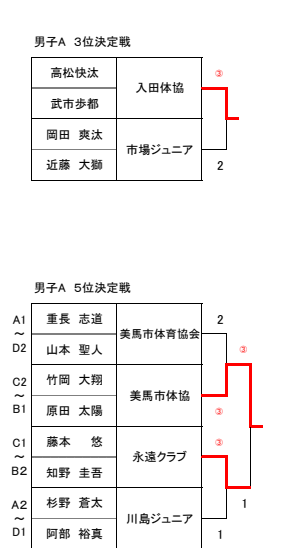 男子A 3位決定戦
高松快汰
入田体協
③
武市歩都
岡田 爽汰
市場ジュニア
近藤 大獅
2
男子A 5位決定戦
A1 重長 志道
美馬市体育協会
2
～
D2 山本 聖人
③
C2 竹岡 大翔
美馬市体協
～
B1 原田 太陽
③
C1 藤本 悠
永遠クラブ
③
～
B2 知野 圭吾
A2 杉野 蒼太
川島ジュニア
1
～
D1 阿部 裕真
1